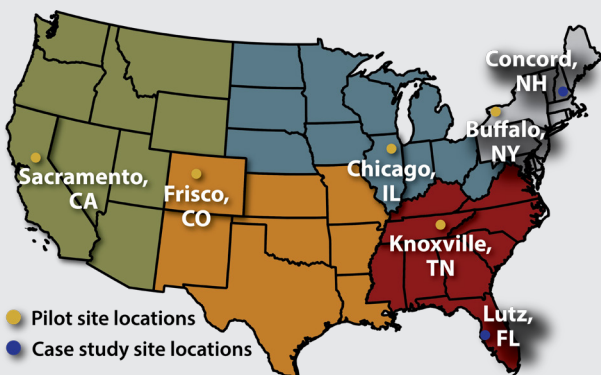 Concord,
NH
Buffalo,
NY
Chicago,
IL
Sacramento,
CA
Frisco,
CO
Knoxville,
TN
Lutz,
FL
Pilot site locations
Case study site locations